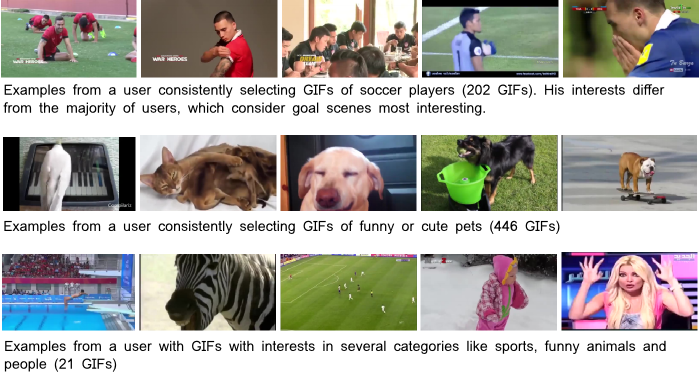 WAR HEROES
WAR HEROES
WAR HEROES
Examples from a user consistently selecting GIFs of soccer players (202 GIFs). His interests differ
from the majority of users, which consider goal scenes most interesting.
Examples from a user consistently selecting GIFs of funny or cute pets (446 GIFs)
Examples from a user with GIFs with interests in several categories like sports, funny animals and
people (21 GIFs)